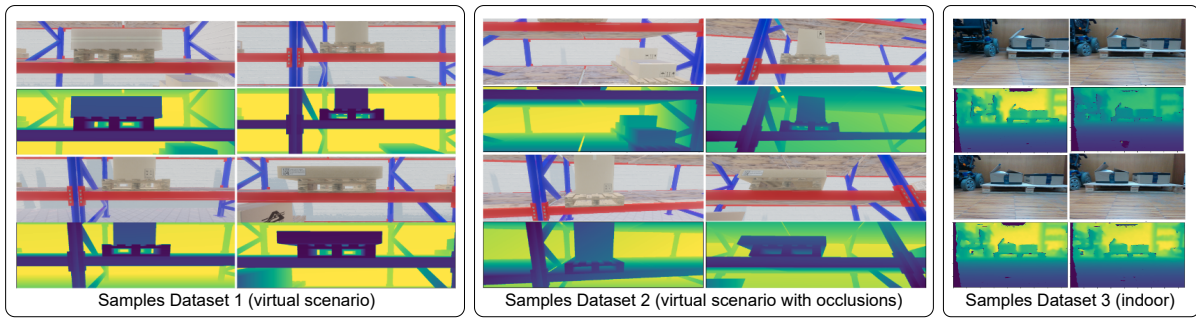 Samples Dataset 1 (virtual scenario)
Samples Dataset 2 (virtual scenario with occlusions)
Samples Dataset 3 (indoor)